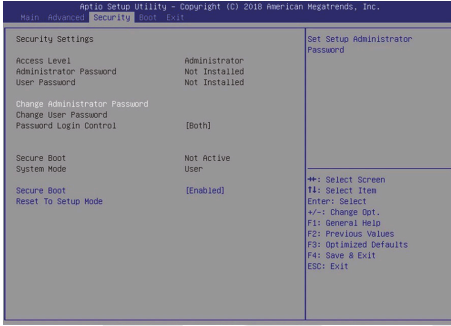 Aptio Setup Utility – Copyright (C) 2018 American Megatrends, Inc.
Main Advanced Security Boot Exit
Security Settings
Access Level Administrator
Administrator Password Not Installed
User Password Not Installed
Change Administrator Password
Change User Password
Password Login Control [Both]
Secure Boot Not Active
System Mode User
Secure Boot [Enabled]
Reset To Setup Mode
Set Setup Administrator
Password
→←: Select Screen
↑↓: Select Item
Enter: Select
+/-: Change Opt.
F1: General Help
F2: Previous Values
F3: Optimized Defaults
F4: Save & Exit
ESC: Exit